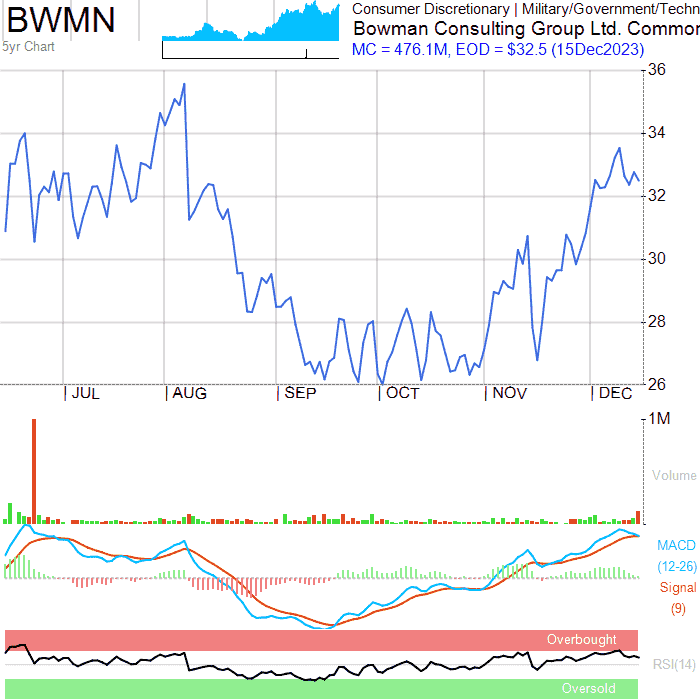 BWMN
5yr Chart
Consumer Discretionary | Military/Government/Techn
Bowman Consulting Group Ltd. Common
MC = 476.1M, EOD = $32.5 (15Dec2023)
36
34
32
30
28
26
JUL AUG SEP OCT NOV DEC
1M
Volume
MACD
(12-26)
Signal
(9)
Overbought
RSI(14)
Oversold